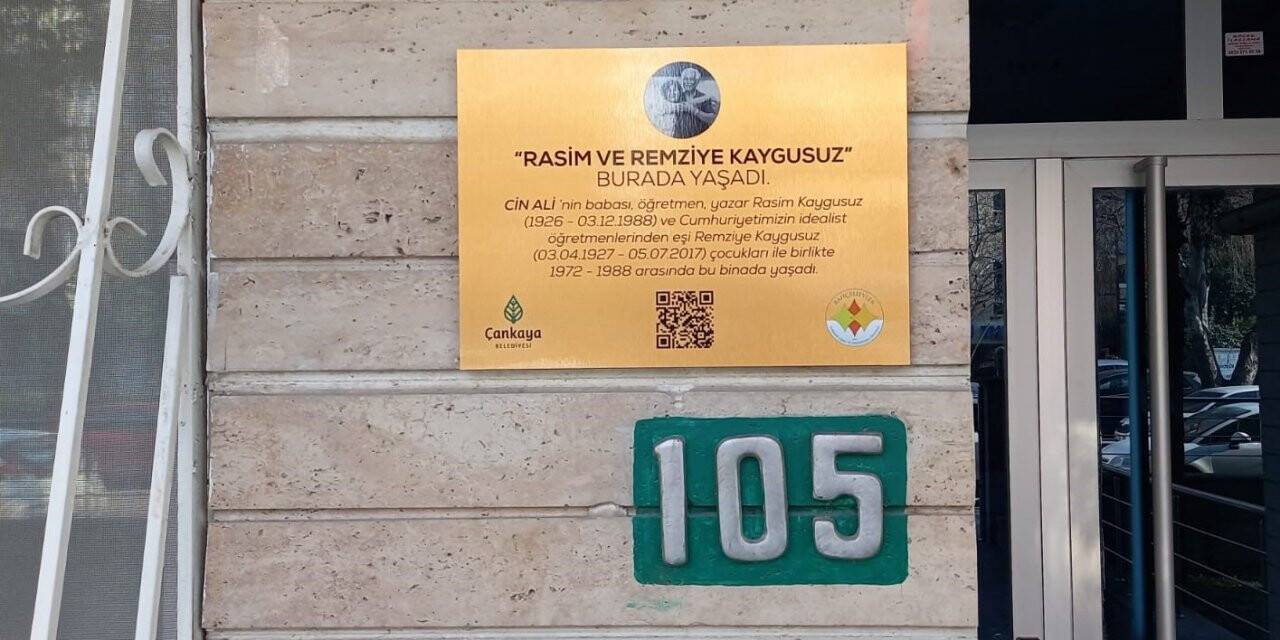 "RASİM VE REMZİYE KAYGUSUZ"
BURADA YAŞADI.
CİN ALİ 'nin babası, öğretmen, yazar Rasim Kaygusuz
(1926 - 03.12.1988) ve Cumhuriyetimizin idealist
öğretmenlerinden eşi Remziye Kaygusuz
(03.04.1927 - 05.07.2017) çocukları ile birlikte
1972 - 1988 arasında bu binada yaşadı.
Çankaya
BELEDİYESİ
BAHÇELİEVLER
105